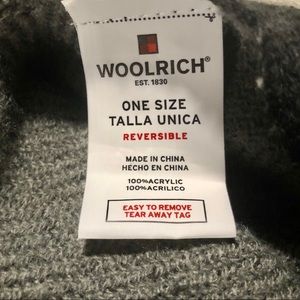 WOOLRICH®
EST. 1830
ONE SIZE
TALLA UNICA
REVERSIBLE
MADE IN CHINA
HECHO EN CHINA
100%ACRYLIC
100%ACRILICO
EASY TO REMOVE
TEAR AWAY TAG